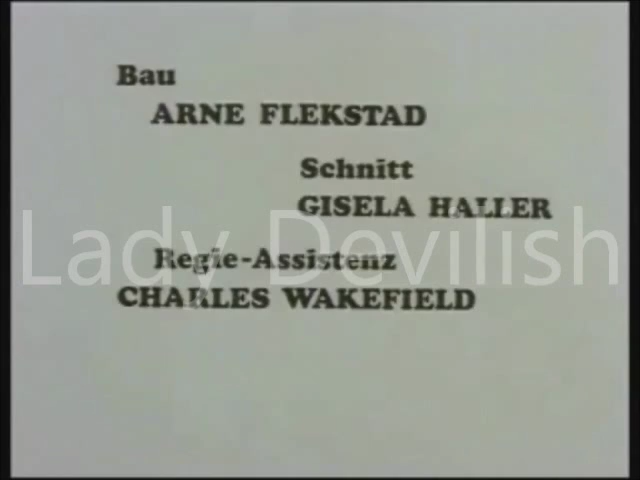 Bau
ARNE FLEKSTAD
Schnitt
GISELA HALLER
Lady Devilish
Regie-Assistenz
CHARLES WAKEFIELD